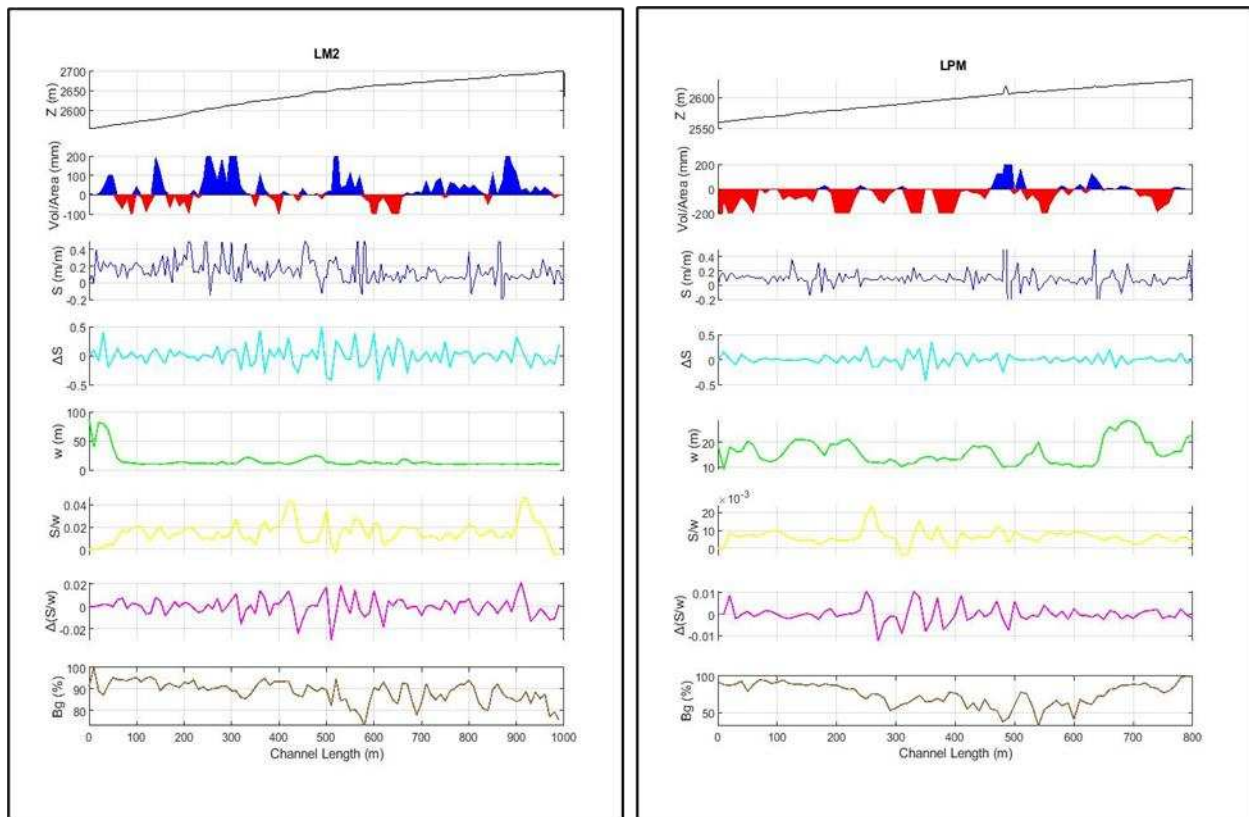 LM2
Z (m)
2700
2650
2600
Vol/Area (mm)
200
100
0
-100
S (m/m)
0.4
0.2
0
-0.2
ΔS
0.5
0
-0.5
w (m)
100
50
0
S/w
0.04
0.02
0
Δ(S/w)
0.02
0
-0.02
Bg (%)
100
90
80
0 100 200 300 400 500 600 700 800 900 1000
Channel Length (m)
LPM
Z (m)
2600
2550
Vol/Area (mm)
200
0
-200
S (m/m)
0.4
0.2
0
-0.2
ΔS
0.5
0
-0.5
w (m)
20
10
× 10⁻³
S/w
20
10
0
Δ(S/w)
0.01
0
-0.01
Bg (%)
100
50
0 100 200 300 400 500 600 700 800
Channel Length (m)